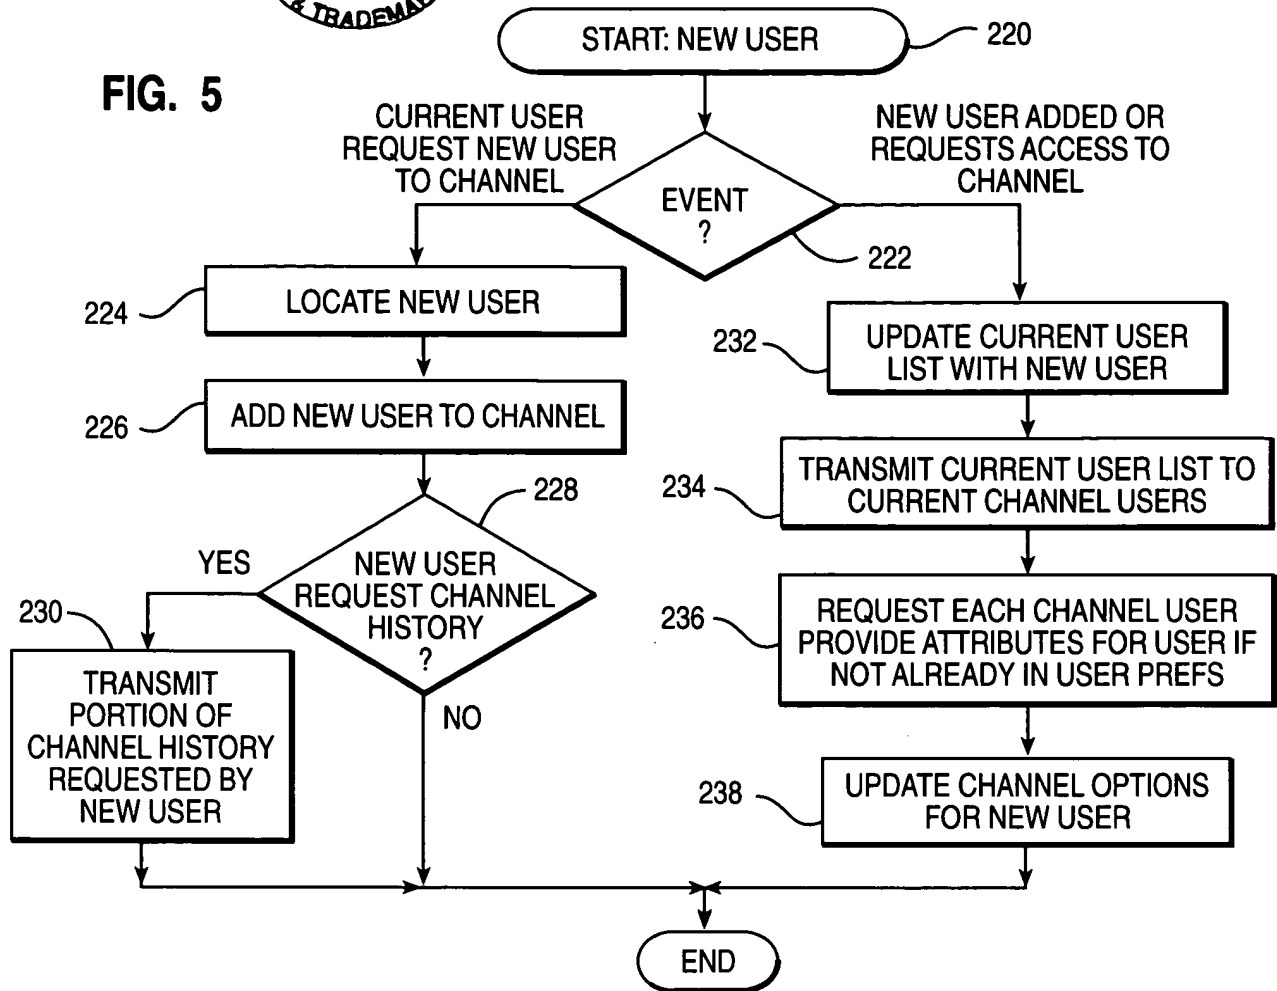 & TRADEMA
START: NEW USER
220
FIG. 5
CURRENT USER
REQUEST NEW USER
TO CHANNEL
NEW USER ADDED OR
REQUESTS ACCESS TO
CHANNEL
EVENT
?
222
224
LOCATE NEW USER
232
UPDATE CURRENT USER
LIST WITH NEW USER
226
ADD NEW USER TO CHANNEL
234
TRANSMIT CURRENT USER LIST TO
CURRENT CHANNEL USERS
228
YES
NEW USER
REQUEST CHANNEL
HISTORY
?
NO
230
TRANSMIT
PORTION OF
CHANNEL HISTORY
REQUESTED BY
NEW USER
236
REQUEST EACH CHANNEL USER
PROVIDE ATTRIBUTES FOR USER IF
NOT ALREADY IN USER PREFS
238
UPDATE CHANNEL OPTIONS
FOR NEW USER
END